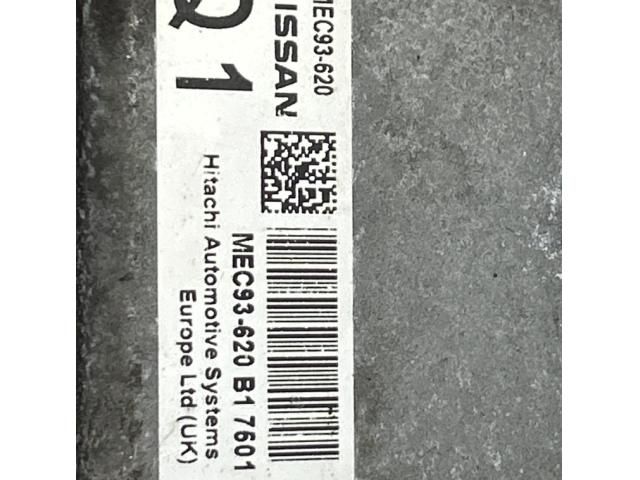 MEC93-620
NISSAN
Q1
MEC93-620 B1 7601
Hitachi Automotive Systems
Europe Ltd (UK)